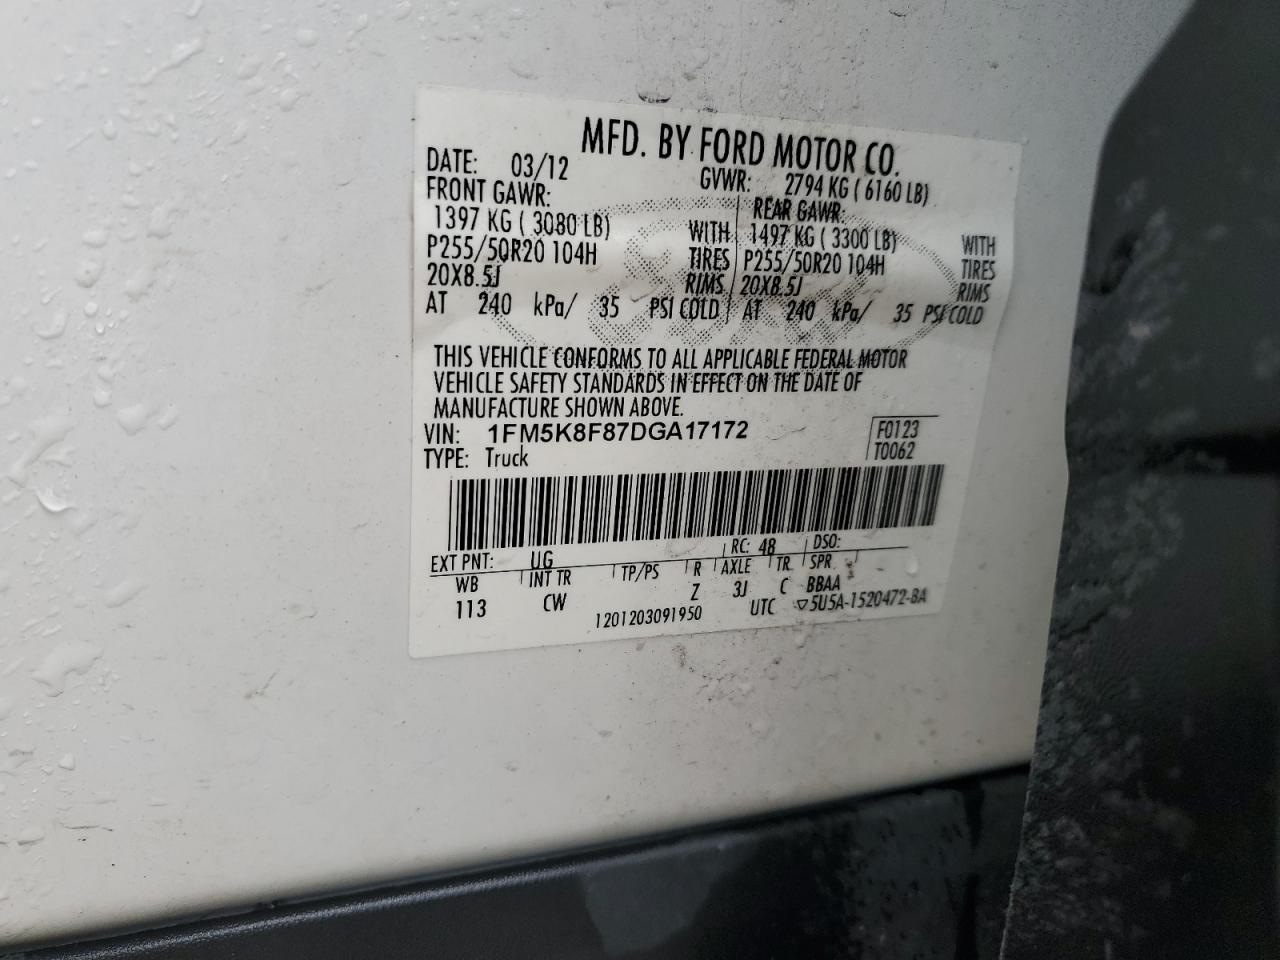 MFD. BY FORD MOTOR CO.
DATE: 03/12 GVWR: 2794 KG ( 6160 LB)
FRONT GAWR: REAR GAWR:
1397 KG ( 3080 LB) WITH 1497 KG ( 3300 LB) WITH
P255/50R20 104H TIRES P255/50R20 104H TIRES
20X8.5J RIMS 20X8.5J RIMS
AT 240 kPa/ 35 PSI COLD AT 240 kPa/ 35 PSI COLD
THIS VEHICLE CONFORMS TO ALL APPLICABLE FEDERAL MOTOR
VEHICLE SAFETY STANDARDS IN EFFECT ON THE DATE OF
MANUFACTURE SHOWN ABOVE.
VIN: 1FM5K8F87DGA17172 F0123
TYPE: Truck T0062
EXT PNT: UG RC: 48 DSO:
WB INT TR TP/PS R AXLE TR SPR
113 CW Z 3J C BBAA
1201203091950 UTC ▽5U5A-1520472-BA